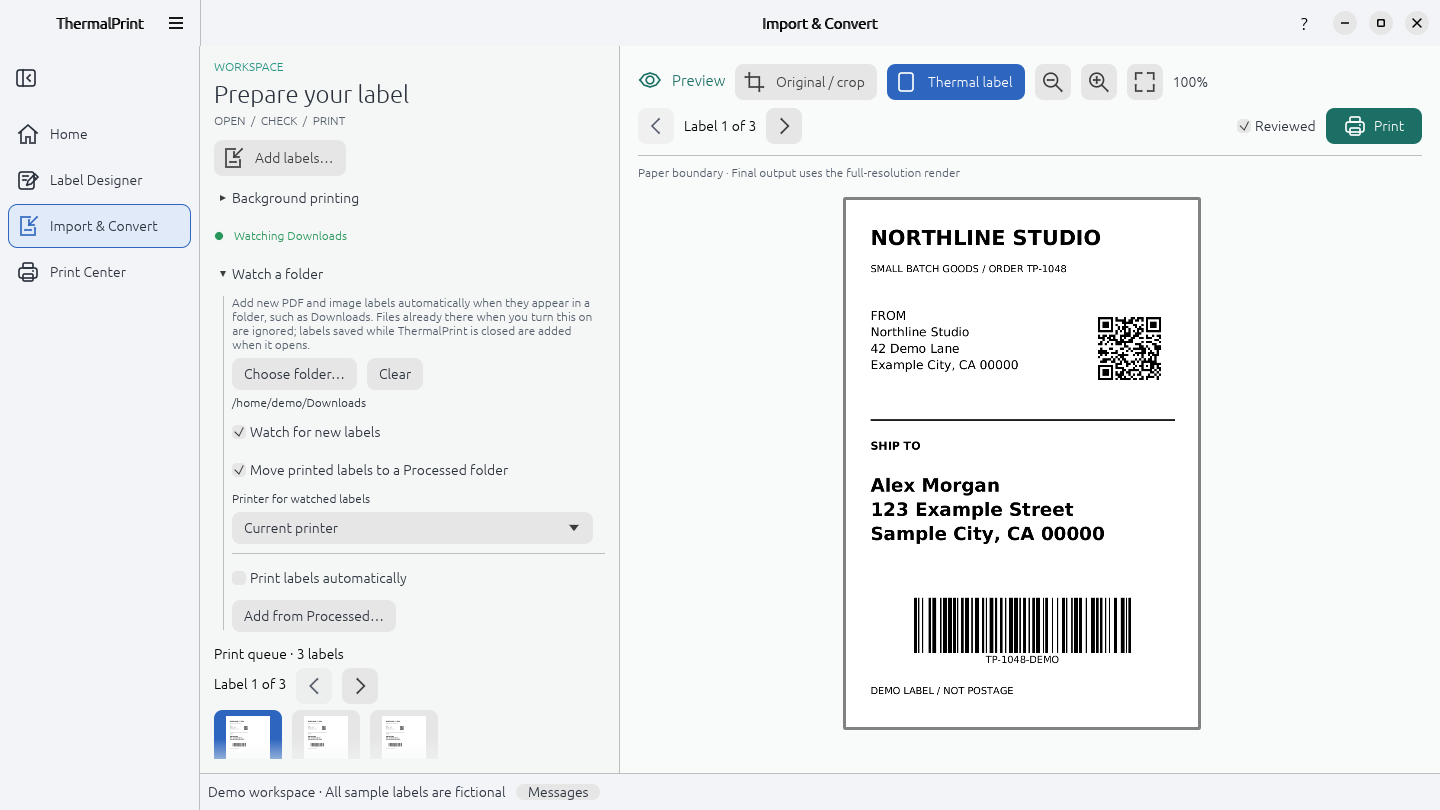 ThermalPrint
Import & Convert
?
Home
Label Designer
Import & Convert
Print Center
WORKSPACE
Prepare your label
OPEN / CHECK / PRINT
Add labels…
Background printing
Watching Downloads
Watch a folder
Add new PDF and image labels automatically when they appear in a
folder, such as Downloads. Files already there when you turn this on
are ignored; labels saved while ThermalPrint is closed are added
when it opens.
Choose folder…
Clear
/home/demo/Downloads
Watch for new labels
Move printed labels to a Processed folder
Printer for watched labels
Current printer
Print labels automatically
Add from Processed…
Print queue · 3 labels
Label 1 of 3
Preview
Original / crop
Thermal label
100%
Label 1 of 3
Reviewed
Print
Paper boundary · Final output uses the full-resolution render
NORTHLINE STUDIO
SMALL BATCH GOODS / ORDER TP-1048
FROM
Northline Studio
42 Demo Lane
Example City, CA 00000
SHIP TO
Alex Morgan
123 Example Street
Sample City, CA 00000
TP-1048-DEMO
DEMO LABEL / NOT POSTAGE
Demo workspace · All sample labels are fictional
Messages